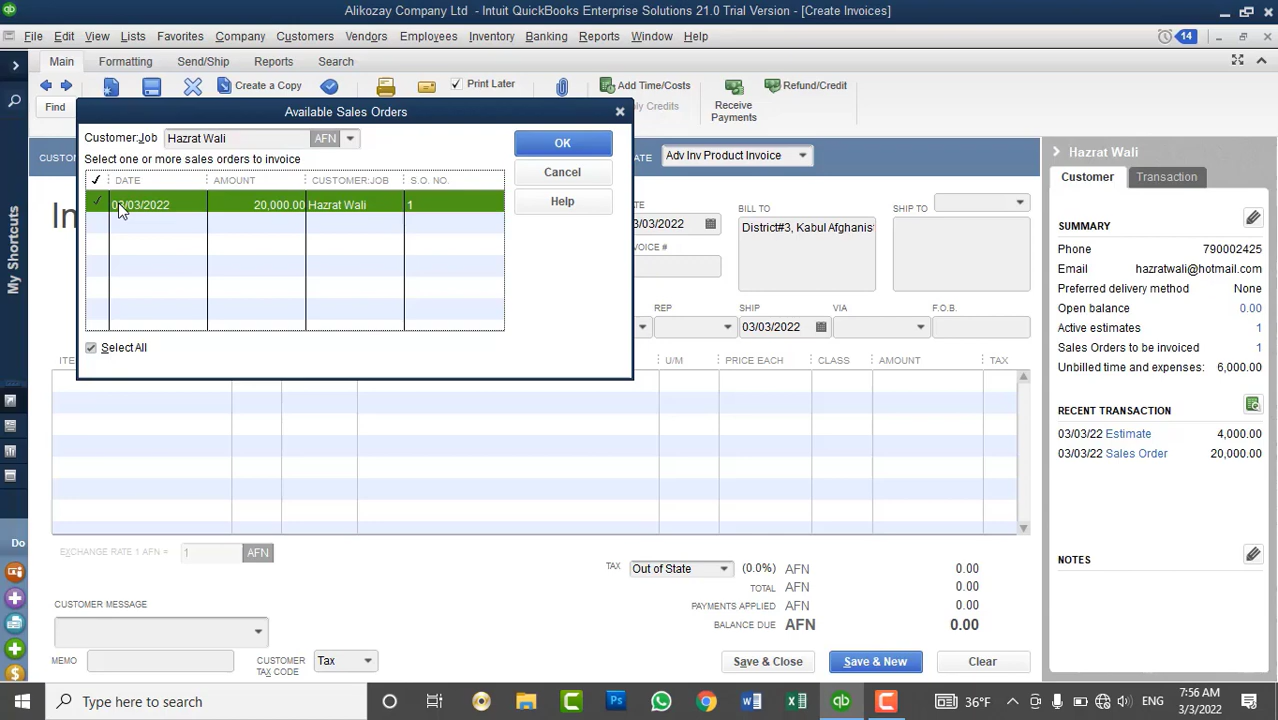 Alikozay Company Ltd - Intuit QuickBooks Enterprise Solutions 21.0 Trial Version - [Create Invoices]
File Edit View Lists Favorites Company Customers Vendors Employees Inventory Banking Reports Window Help 14
Main Formatting Send/Ship Reports Search
Create a Copy Print Later Add Time/Costs Refund/Credit
Find Credits Receive
Payments
Available Sales Orders
Customer:Job Hazrat Wali AFN
OK
Select one or more sales orders to invoice
Cancel
DATE AMOUNT CUSTOMER:JOB S.O. NO.
Help
03/03/2022 20,000.00 Hazrat Wali 1
Select All
Adv Inv Product Invoice
BILL TO SHIP TO
District#3, Kabul Afghanis
REP SHIP VIA F.O.B.
03/03/2022
U/M PRICE EACH CLASS AMOUNT TAX
EXCHANGE RATE 1 AFN = 1 AFN
TAX Out of State (0.0%) AFN 0.00
TOTAL AFN 0.00
PAYMENTS APPLIED AFN 0.00
BALANCE DUE AFN 0.00
CUSTOMER MESSAGE
MEMO CUSTOMER
TAX CODE Tax
Save & Close Save & New Clear
Hazrat Wali
Customer Transaction
SUMMARY
Phone 790002425
Email hazratwali@hotmail.com
Preferred delivery method None
Open balance 0.00
Active estimates 1
Sales Orders to be invoiced 1
Unbilled time and expenses: 6,000.00
RECENT TRANSACTION
03/03/22 Estimate 4,000.00
03/03/22 Sales Order 20,000.00
NOTES
My Shortcuts
Do
Type here to search
36°F ENG 7:56 AM
3/3/2022